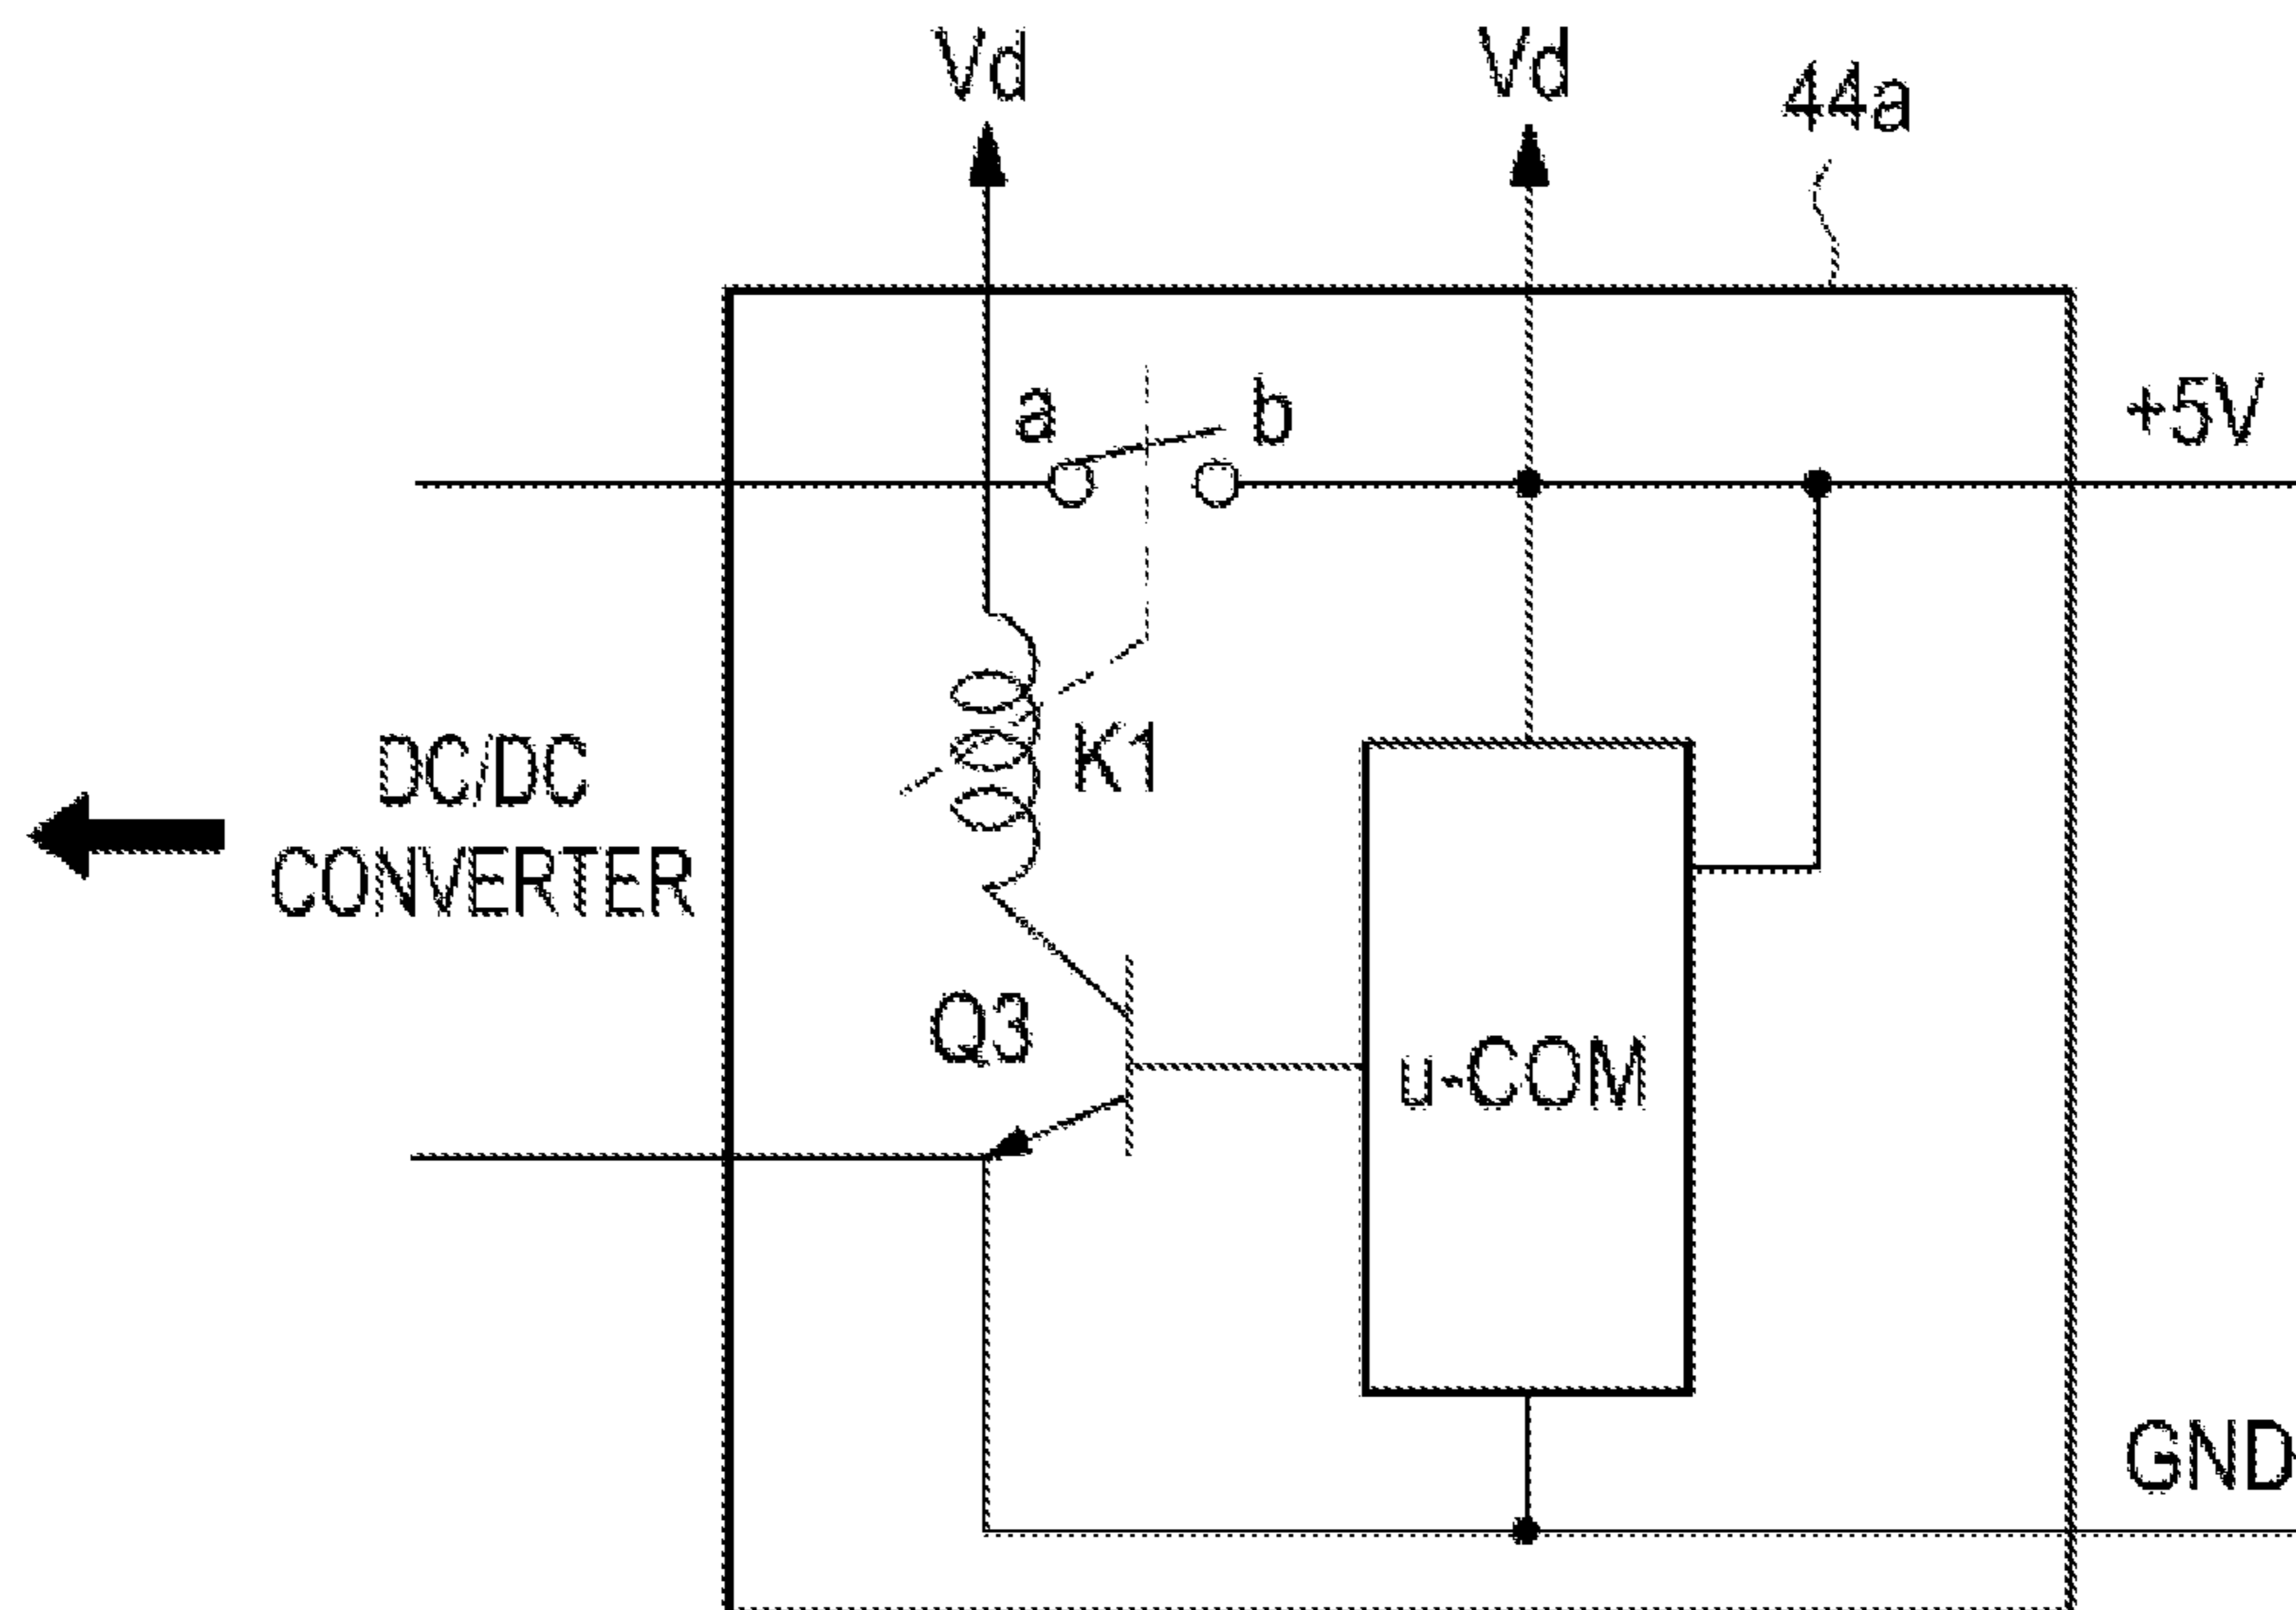 Vd
Vd
44a
a
b
+5V
K1
DC/DC
CONVERTER
Q3
u-COM
GND